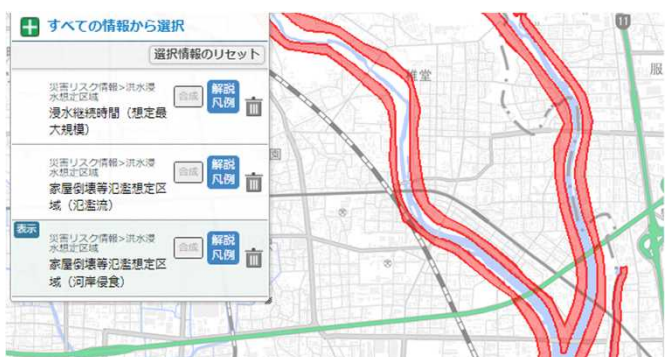 すべての情報から選択
選択情報のリセット
災害リスク情報>洪水浸
水想定区域
浸水継続時間（想定最
大規模）
合成
解説
凡例
災害リスク情報>洪水浸
水想定区域
家屋倒壊等氾濫想定区
域（氾濫流）
合成
解説
凡例
表示
災害リスク情報>洪水浸
水想定区域
家屋倒壊等氾濫想定区
域（河岸侵食）
合成
解説
凡例
11
服
堂
園